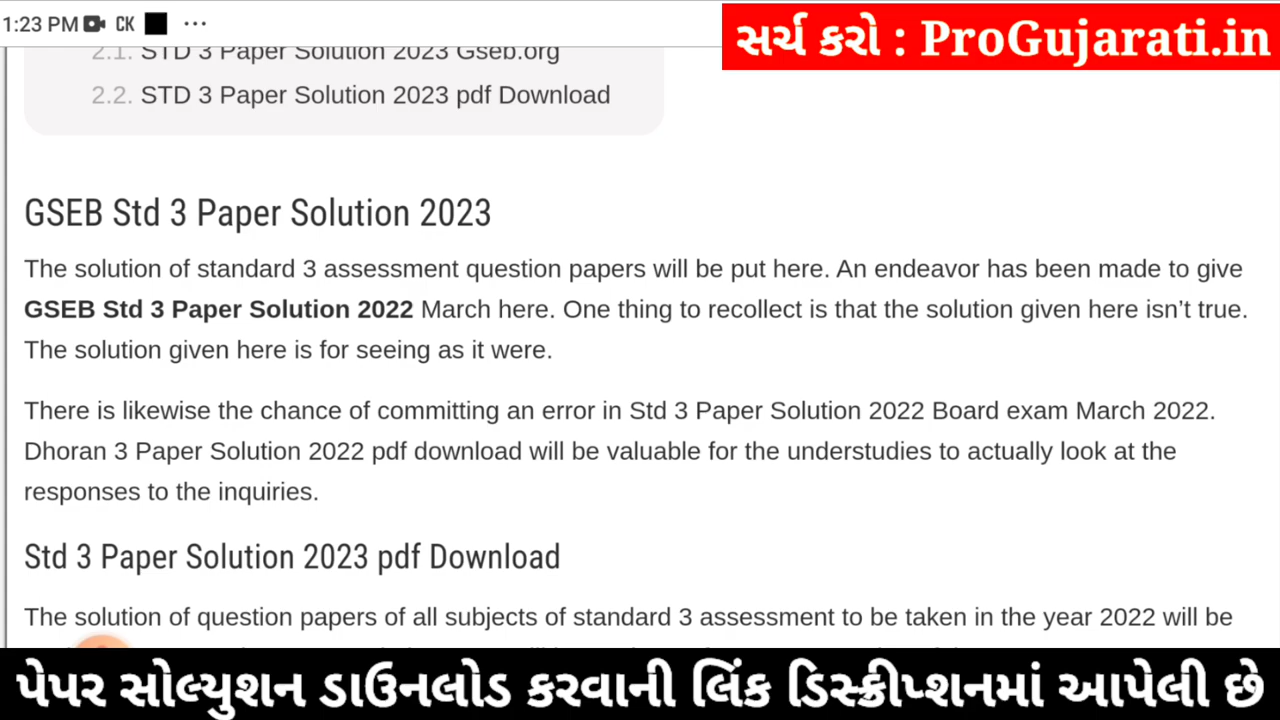 1:23 PM CK ...
સર્ચ કરો : ProGujarati.in
2.1. STD 3 Paper Solution 2023 Gseb.org
2.2. STD 3 Paper Solution 2023 pdf Download
GSEB Std 3 Paper Solution 2023
The solution of standard 3 assessment question papers will be put here. An endeavor has been made to give
GSEB Std 3 Paper Solution 2022 March here. One thing to recollect is that the solution given here isn’t true.
The solution given here is for seeing as it were.
There is likewise the chance of committing an error in Std 3 Paper Solution 2022 Board exam March 2022.
Dhoran 3 Paper Solution 2022 pdf download will be valuable for the understudies to actually look at the
responses to the inquiries.
Std 3 Paper Solution 2023 pdf Download
The solution of question papers of all subjects of standard 3 assessment to be taken in the year 2022 will be
પેપર સોલ્યુશન ડાઉનલોડ કરવાની લિંક ડિસ્ક્રીપ્શનમાં આપેલી છે